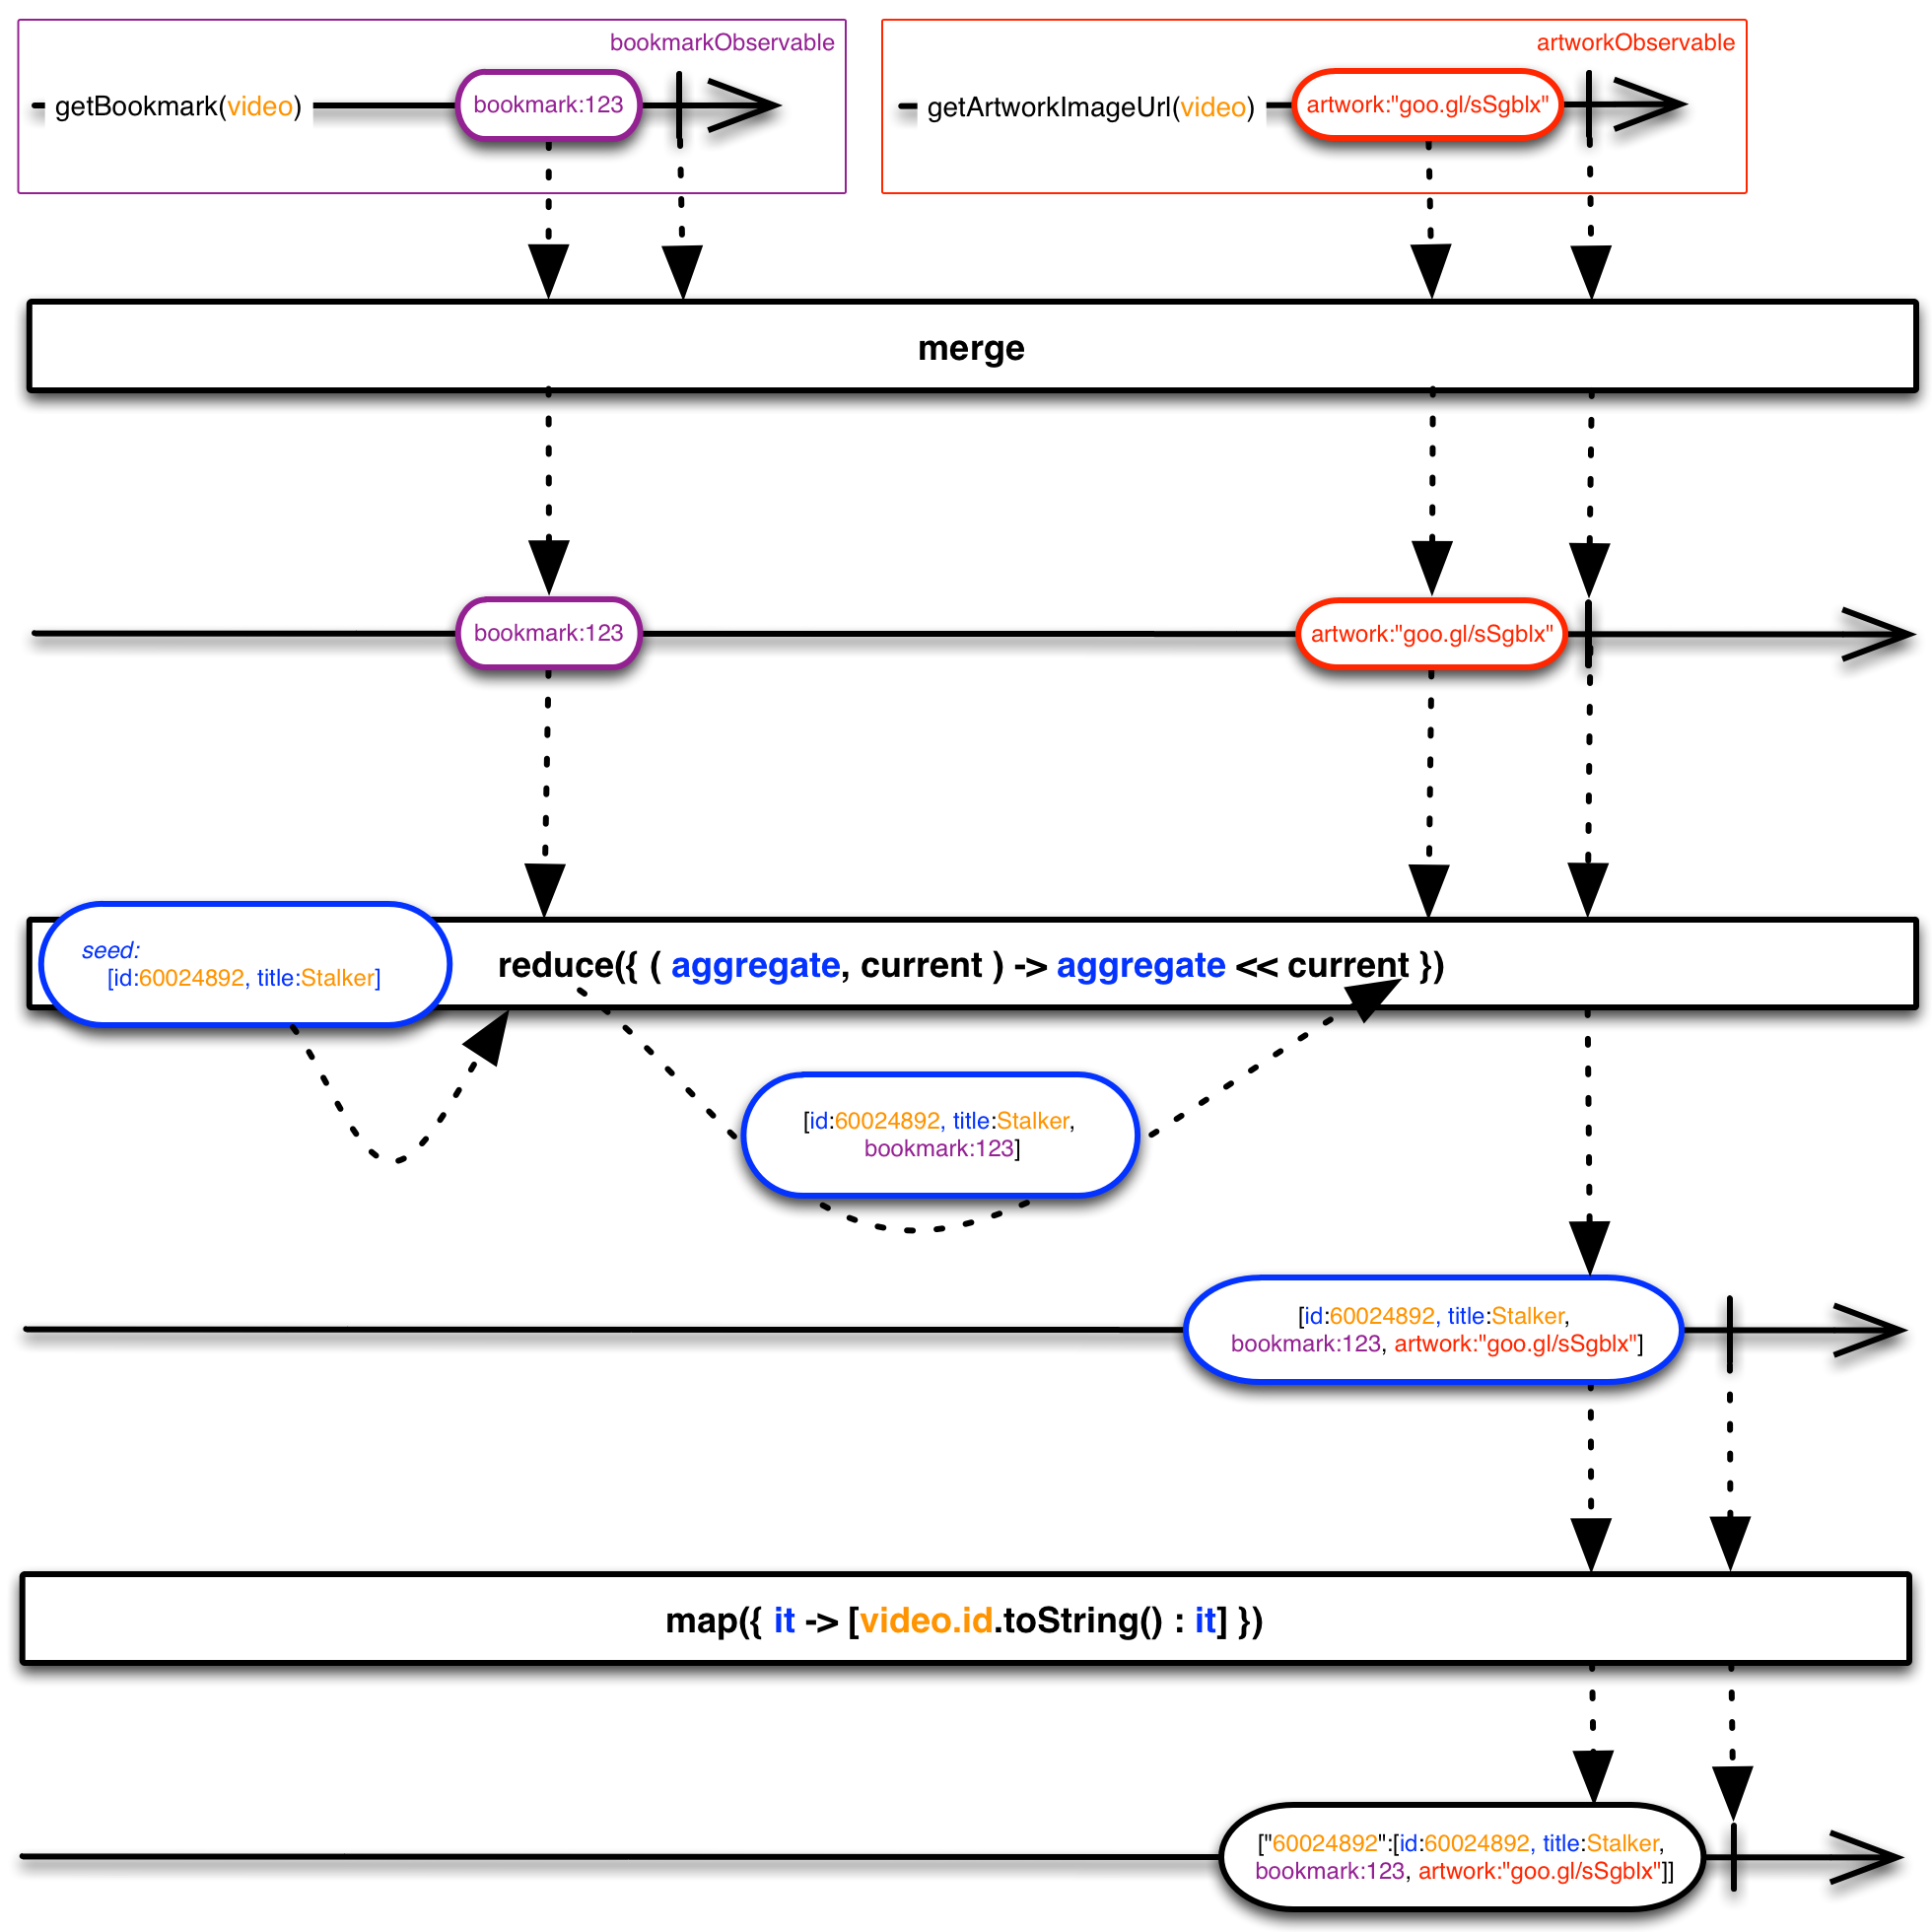 bookmarkObservable
getBookmark(video)
bookmark:123
artworkObservable
getArtworkImageUrl(video)
artwork:"goo.gl/sSgblx"
merge
bookmark:123
artwork:"goo.gl/sSgblx"
seed:
[id:60024892, title:Stalker]
reduce({ ( aggregate, current ) -> aggregate << current })
[id:60024892, title:Stalker,
bookmark:123]
[id:60024892, title:Stalker,
bookmark:123, artwork:"goo.gl/sSgblx"]
map({ it -> [video.id.toString() : it] })
["60024892":[id:60024892, title:Stalker,
bookmark:123, artwork:"goo.gl/sSgblx"]]